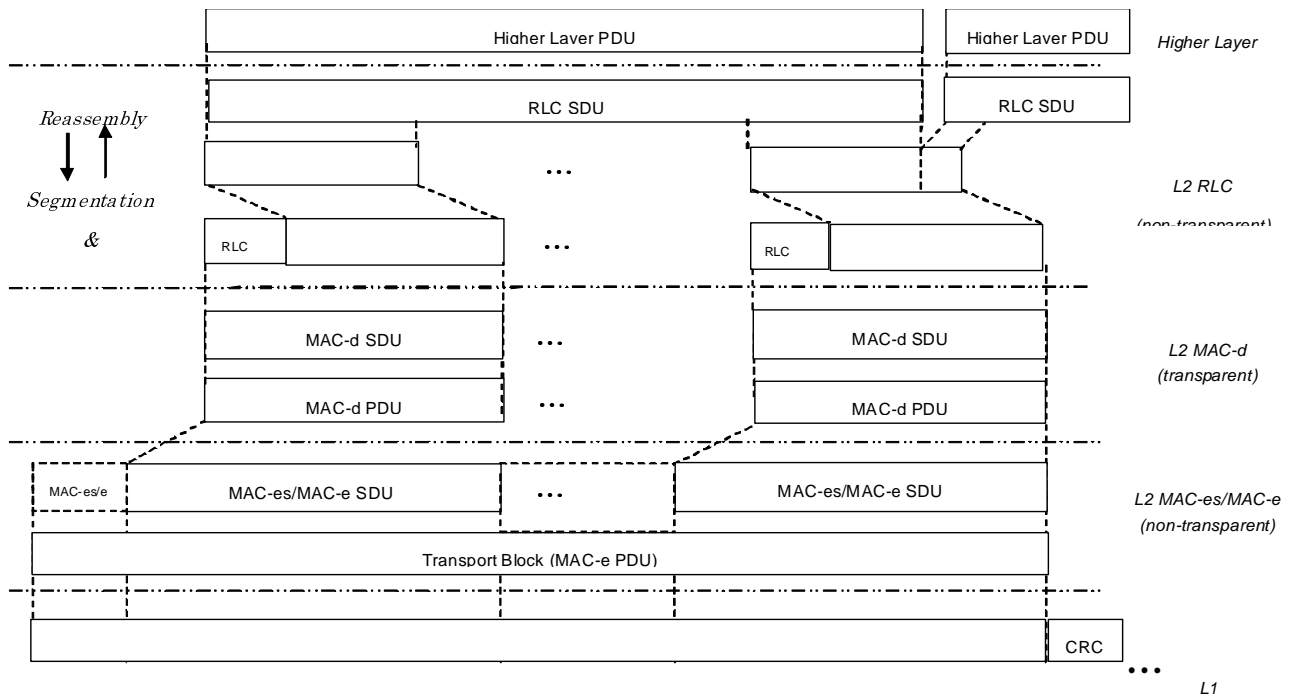 Higher Layer PDU
Higher Layer PDU
Higher Layer
RLC SDU
RLC SDU
Reassembly
Segmentation
&
...
L2 RLC
(non-transparent)
RLC
...
RLC
MAC-d SDU
...
MAC-d SDU
L2 MAC-d
(transparent)
MAC-d PDU
...
MAC-d PDU
MAC-es/e
MAC-es/MAC-e SDU
...
MAC-es/MAC-e SDU
L2 MAC-es/MAC-e
(non-transparent)
Transport Block (MAC-e PDU)
CRC
...
L1